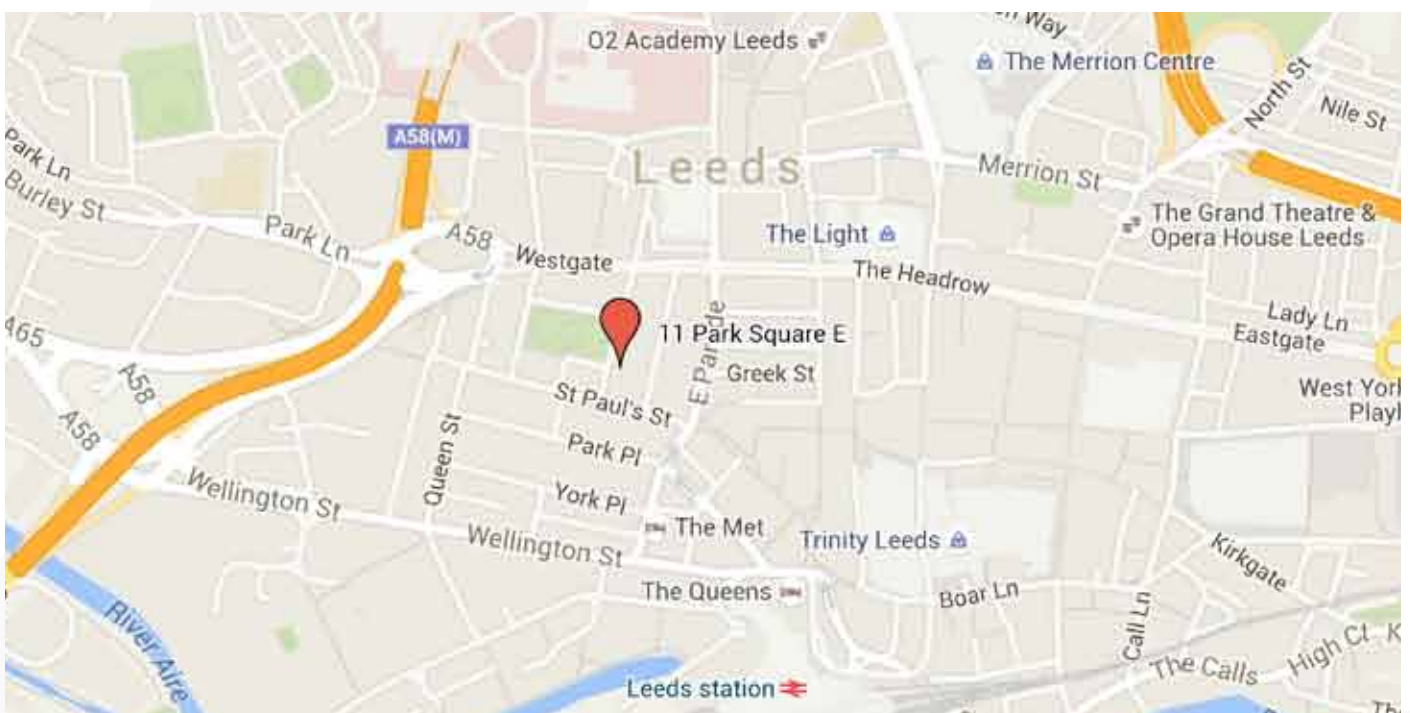 O2 Academy Leeds
Way
The Merrion Centre
North St
Nile St
Park Ln
Burley St
A58(M)
Leeds
Merrion St
Park Ln
A58
Westgate
The Light
The Headrow
The Grand Theatre &
Opera House Leeds
Lady Ln
Eastgate
A65
A58
A58
11 Park Square E
Greek St
St Paul's St
Park Pl
York Pl
Queen St
Wellington St
Wellington St
The Met
Trinity Leeds
The Queens
Boar Ln
Kirkgate
Call Ln
High Ct
The Calls
River Aire
Leeds station
West